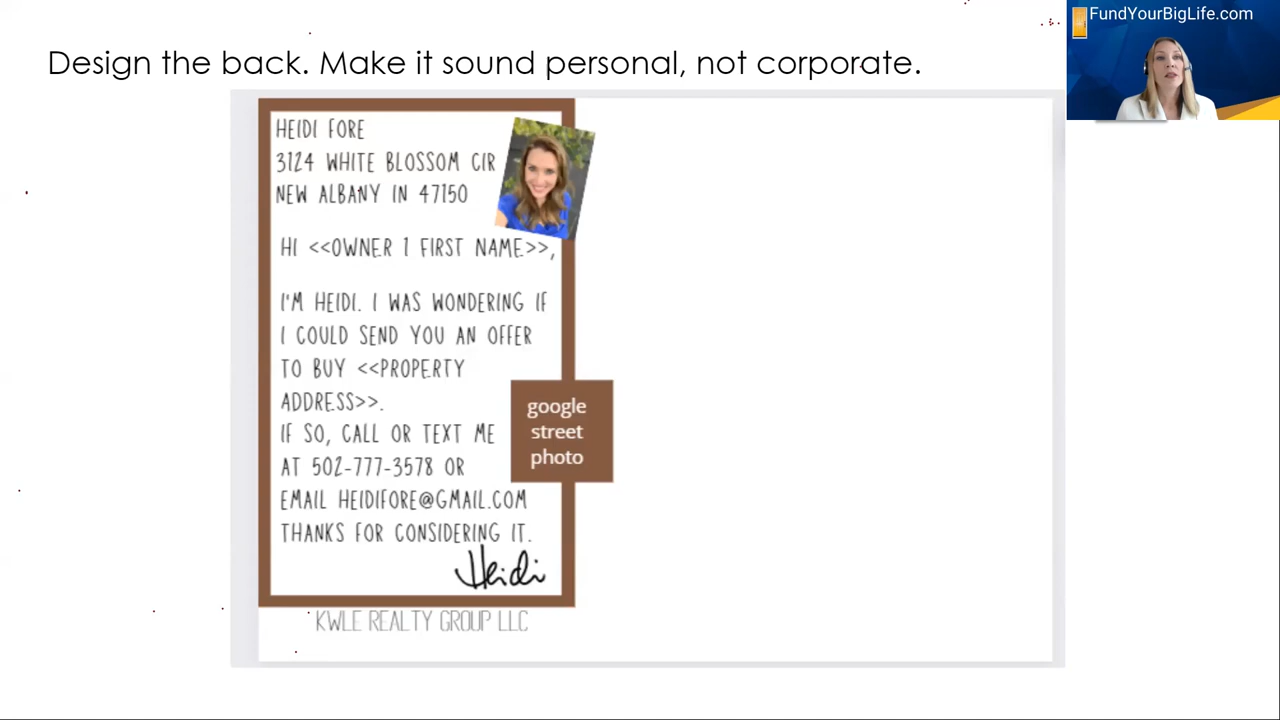 FundYourBigLife.com
Design the back. Make it sound personal, not corporate.
HEIDI FORE
3124 WHITE BLOSSOM CIR
NEW ALBANY IN 47150
HI <<OWNER 1 FIRST NAME>>,
I'M HEIDI. I WAS WONDERING IF
I COULD SEND YOU AN OFFER
TO BUY <<PROPERTY
ADDRESS>>.
IF SO, CALL OR TEXT ME
AT 502-777-3578 OR
EMAIL HEIDIFORE@GMAIL.COM
THANKS FOR CONSIDERING IT.
Heidi
google
street
photo
KWLE REALTY GROUP LLC